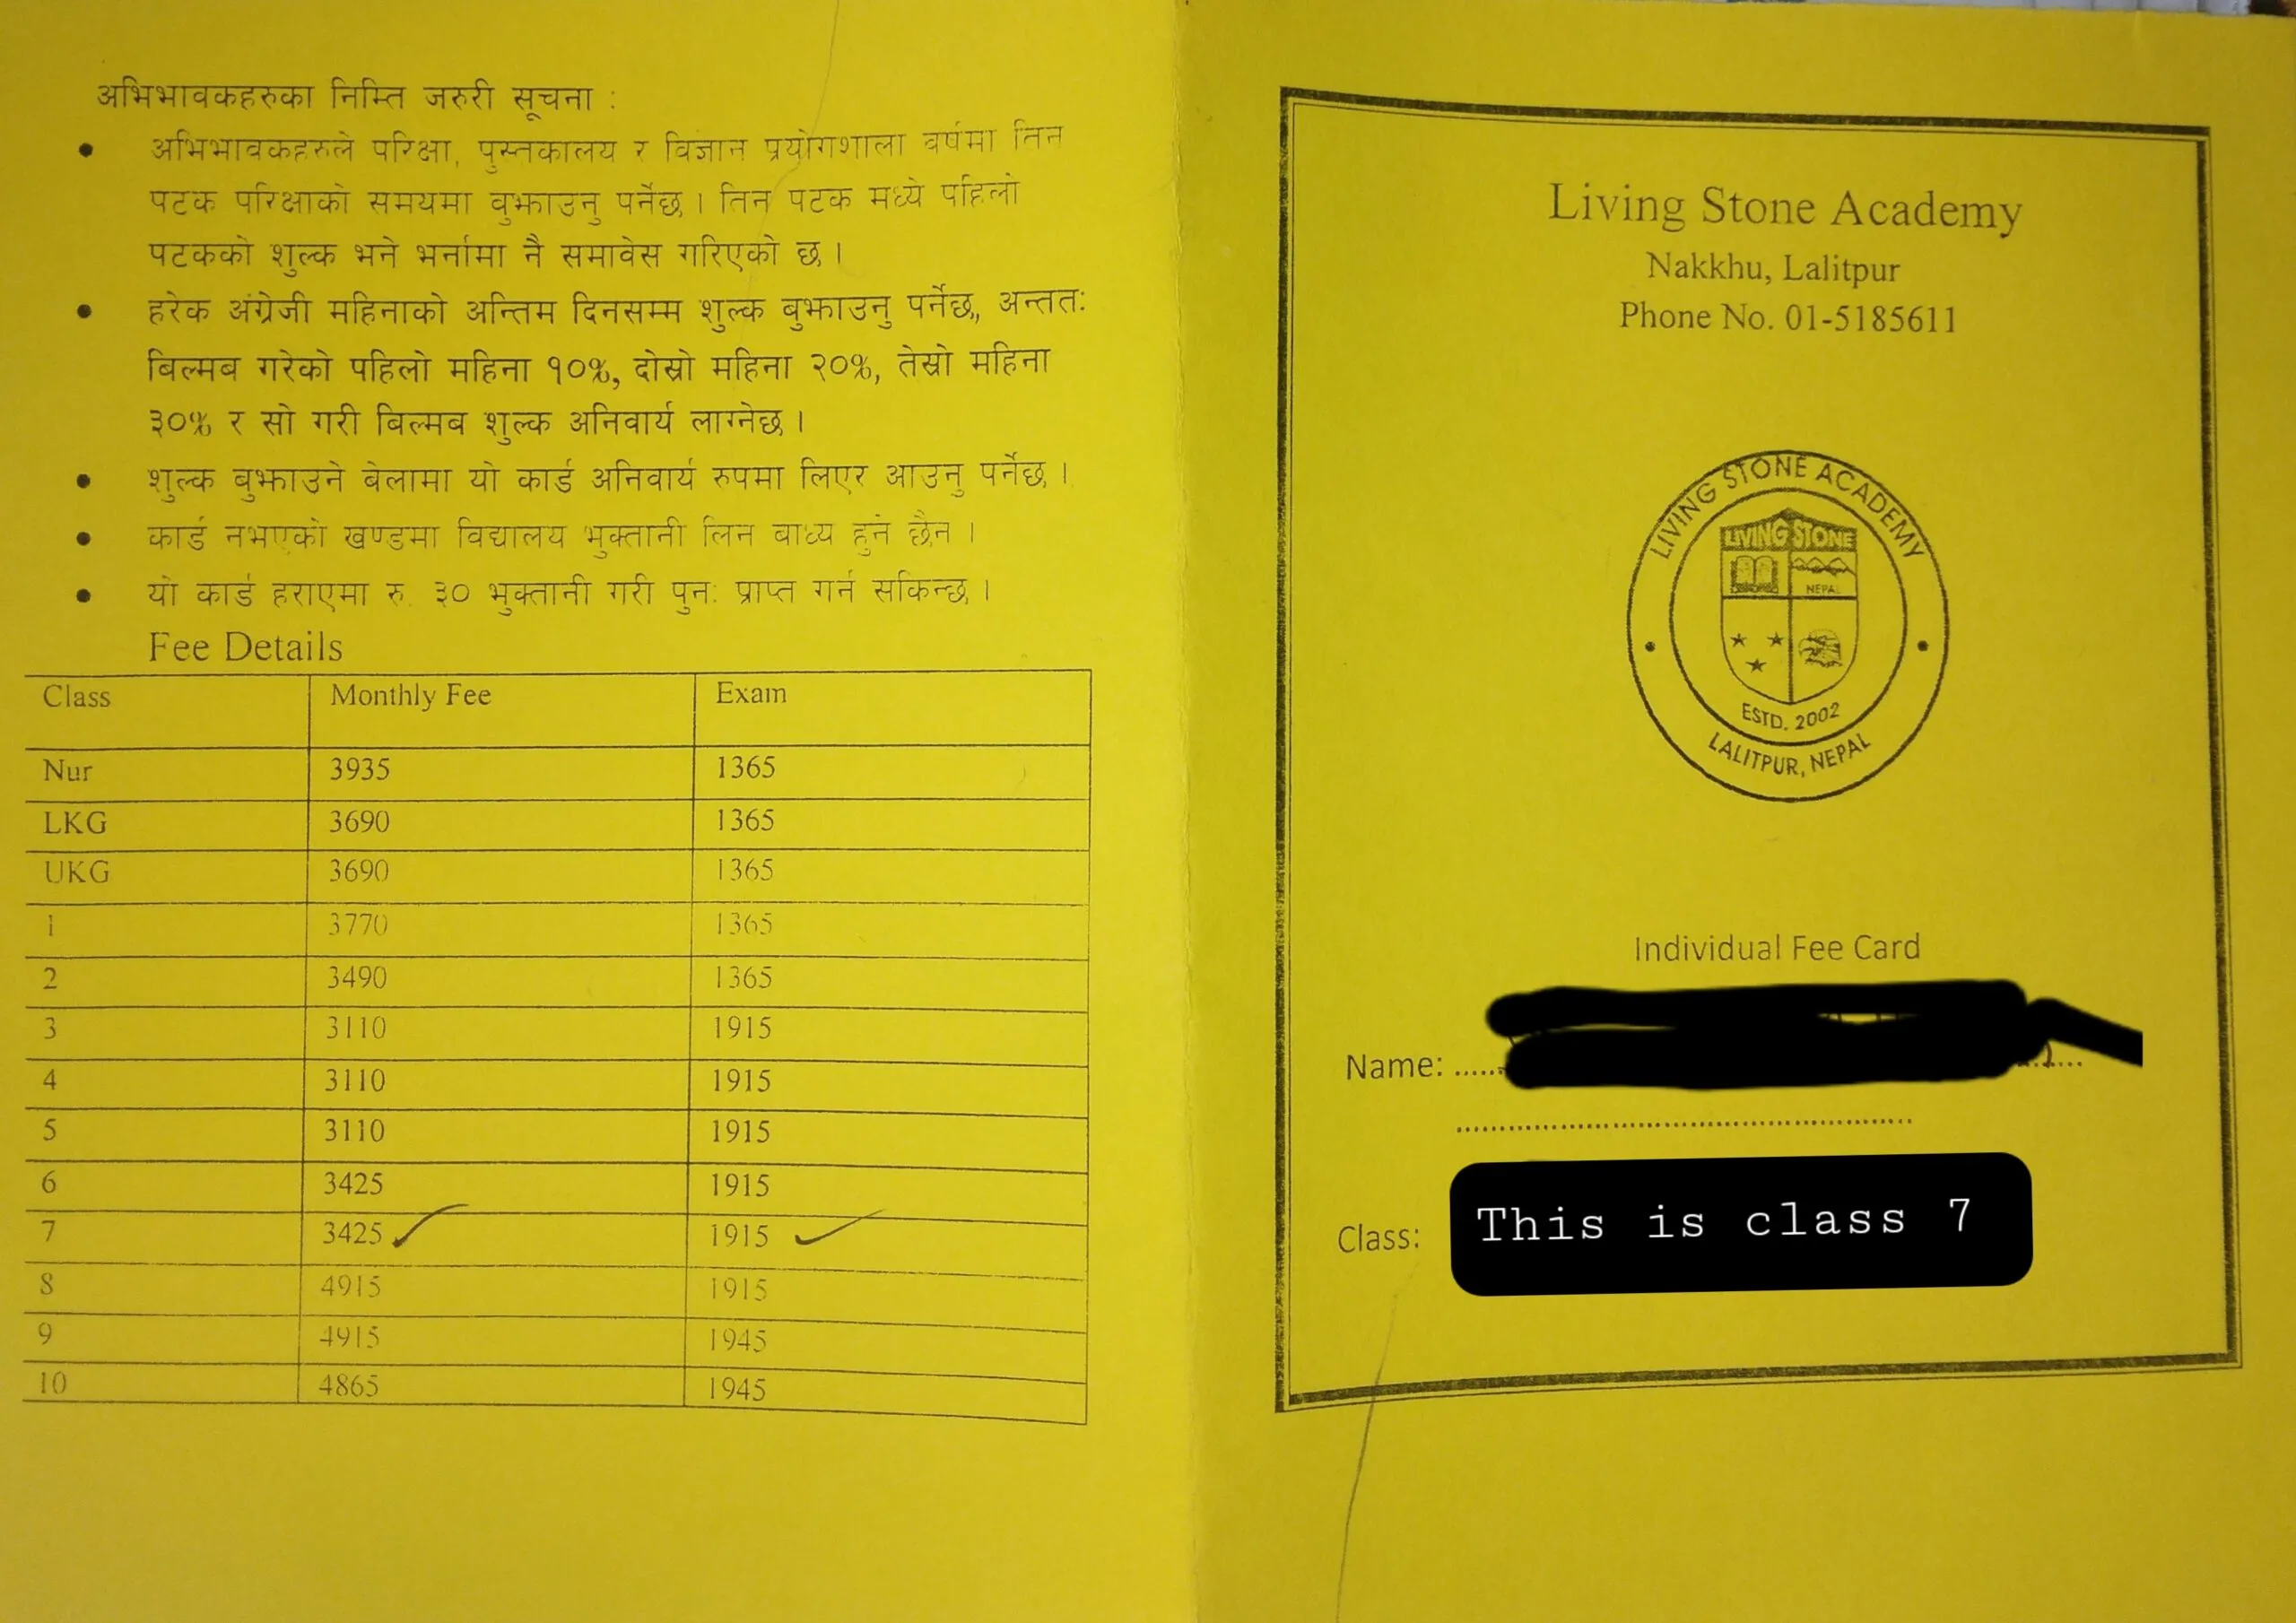 अभिभावकहरुका निम्ति जरुरी सूचना :
• अभिभावकहरुले परिक्षा, पुस्तकालय र विज्ञान प्रयोगशाला वर्षमा तिन
पटक परिक्षाको समयमा वुझाउनु पर्नेछ । तिन पटक मध्ये पहिलो
पटकको शुल्क भने भर्नामा नै समावेस गरिएको छ ।
• हरेक अंग्रेजी महिनाको अन्तिम दिनसम्म शुल्क बुझाउनु पर्नेछ, अन्ततः
बिल्मब गरेको पहिलो महिना १०%, दोस्रो महिना २०%, तेस्रो महिना
३०% र सो गरी बिल्मब शुल्क अनिवार्य लाग्नेछ ।
• शुल्क बुझाउने बेलामा यो कार्ड अनिवार्य रुपमा लिएर आउनु पर्नेछ ।
• कार्ड नभएको खण्डमा विद्यालय भुक्तानी लिन बाध्य हुने छैन ।
• यो कार्ड हराएमा रु. ३० भुक्तानी गरी पुनः प्राप्त गर्न सकिन्छ ।
Fee Details
Class Monthly Fee Exam
Nur 3935 1365
LKG 3690 1365
UKG 3690 1365
1 3770 1365
2 3490 1365
3 3110 1915
4 3110 1915
5 3110 1915
6 3425 1915
7 3425 1915
8 4915 1915
9 4915 1945
10 4865 1945
Living Stone Academy
Nakkhu, Lalitpur
Phone No. 01-5185611
LIVING STONE ACADEMY
LIVING STONE
NEPAL
ESTD. 2002
LALITPUR, NEPAL
Individual Fee Card
Name:
Class: This is class 7